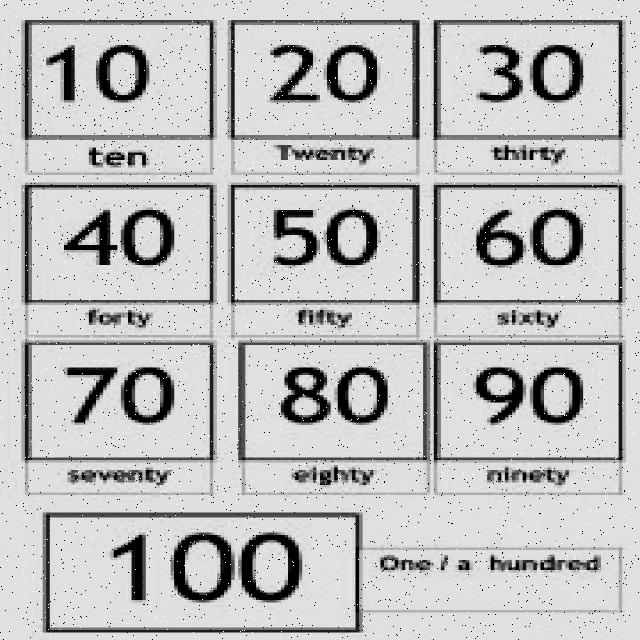 10 20 30
ten Twenty thirty
40 50 60
forty fifty sixty
70 80 90
seventy eighty ninety
100
One / a hundred